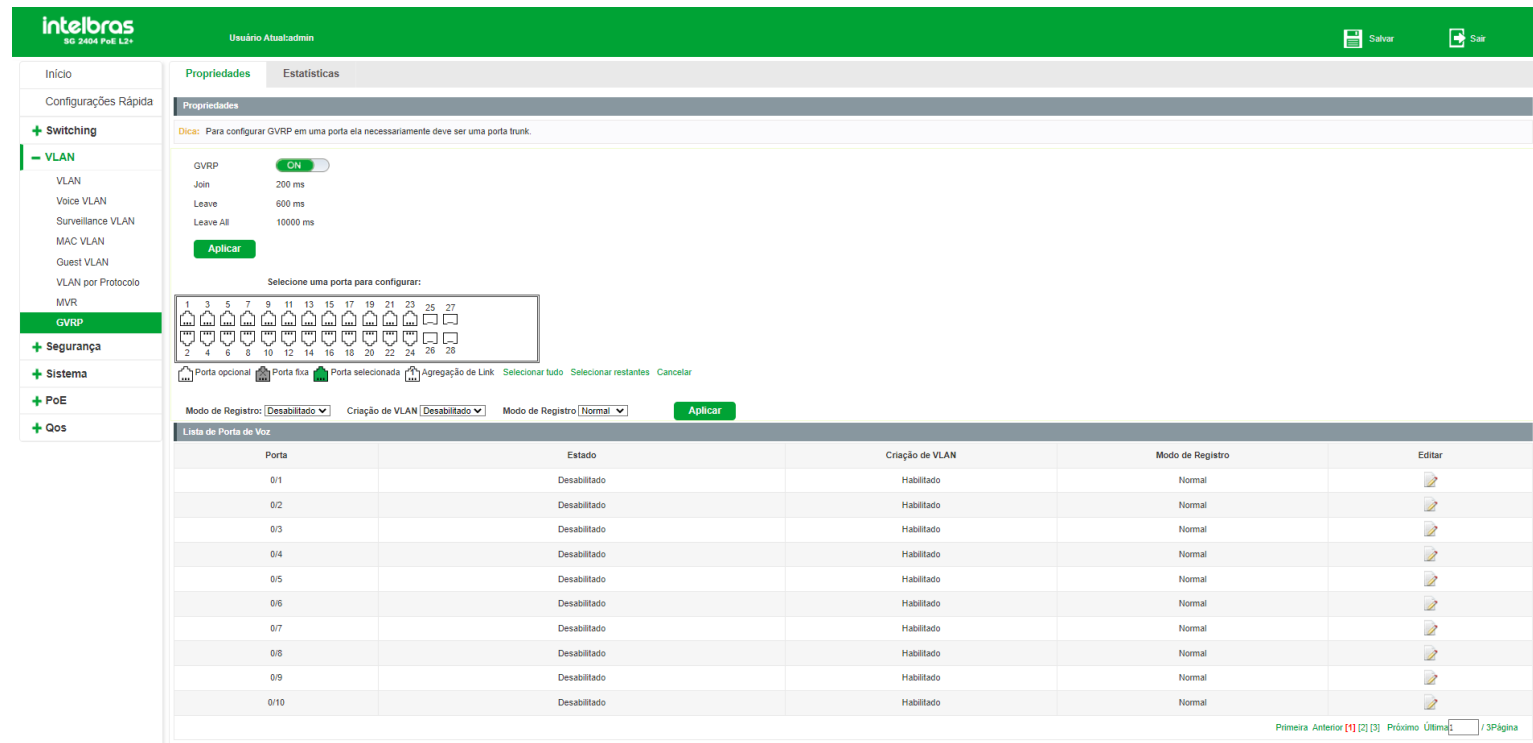 intelbras
SG 2404 PoE L2+
Usuário Atual:admin
Salvar
Sair
Início
Configurações Rápida
Switching
VLAN
VLAN
Voice VLAN
Surveillance VLAN
MAC VLAN
Guest VLAN
VLAN por Protocolo
MVR
GVRP
Segurança
Sistema
PoE
Qos
Propriedades Estatísticas
Propriedades
Dica: Para configurar GVRP em uma porta ela necessariamente deve ser uma porta trunk.
GVRP ON
Join 200 ms
Leave 600 ms
Leave All 10000 ms
Aplicar
Selecione uma porta para configurar:
1 3 5 7 9 11 13 15 17 19 21 23 25 27
2 4 6 8 10 12 14 16 18 20 22 24 26 28
Porta opcional Porta fixa Porta selecionada 1 Agregação de Link Selecionar tudo Selecionar restantes Cancelar
Modo de Registro: Desabilitado Criação de VLAN Desabilitado Modo de Registro Normal Aplicar
Lista de Porta de Voz
Porta Estado Criação de VLAN Modo de Registro Editar
0/1 Desabilitado Habilitado Normal
0/2 Desabilitado Habilitado Normal
0/3 Desabilitado Habilitado Normal
0/4 Desabilitado Habilitado Normal
0/5 Desabilitado Habilitado Normal
0/6 Desabilitado Habilitado Normal
0/7 Desabilitado Habilitado Normal
0/8 Desabilitado Habilitado Normal
0/9 Desabilitado Habilitado Normal
0/10 Desabilitado Habilitado Normal
Primeira Anterior [1] [2] [3] Próximo Última 1 / 3Página